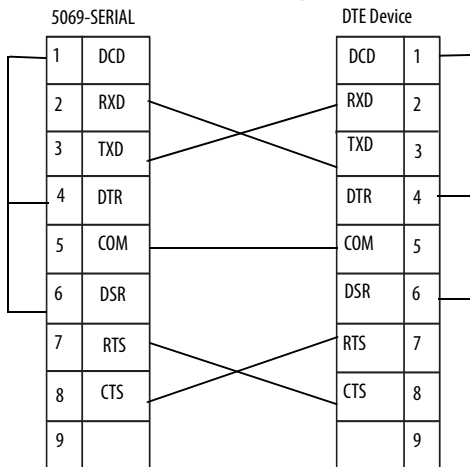 5069-SERIAL DTE Device
1 DCD DCD 1
2 RXD RXD 2
3 TXD TXD 3
4 DTR DTR 4
5 COM COM 5
6 DSR DSR 6
7 RTS RTS 7
8 CTS CTS 8
9 9